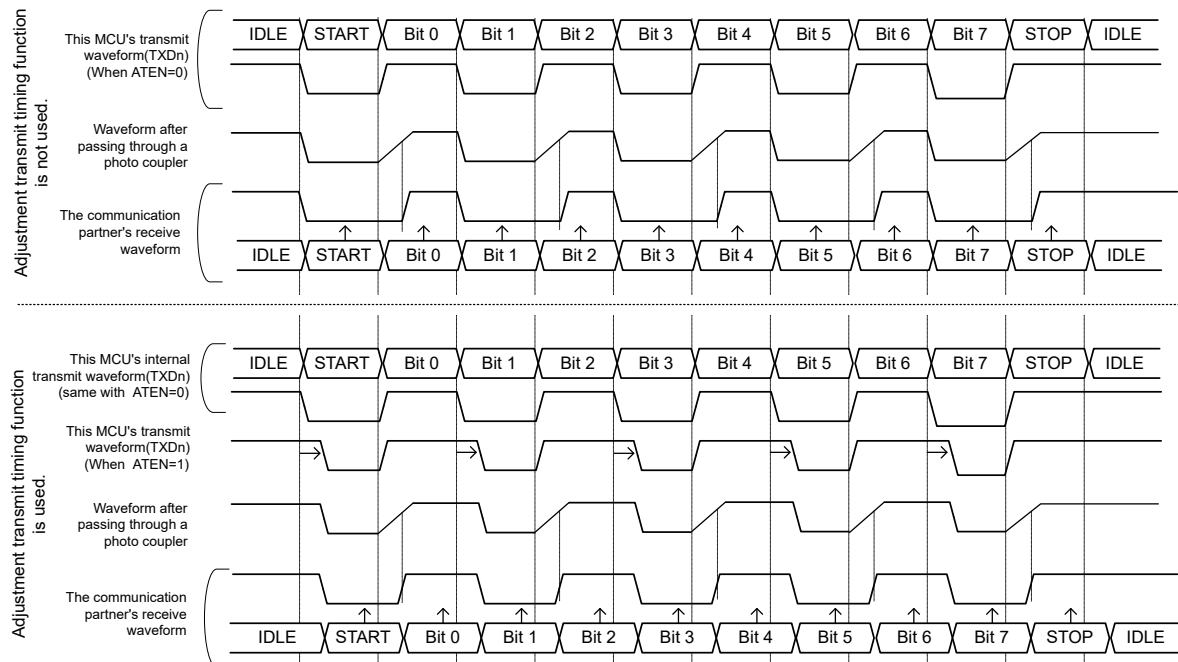 Adjustment transmit timing function
is not used.
This MCU's transmit
waveform(TXDn)
(When ATEN=0)
IDLE START Bit 0 Bit 1 Bit 2 Bit 3 Bit 4 Bit 5 Bit 6 Bit 7 STOP IDLE
Waveform after
passing through a
photo coupler
The communication
partner's receive
waveform
IDLE START Bit 0 Bit 1 Bit 2 Bit 3 Bit 4 Bit 5 Bit 6 Bit 7 STOP IDLE
Adjustment transmit timing function
is used.
This MCU's internal
transmit waveform(TXDn)
(same with ATEN=0)
IDLE START Bit 0 Bit 1 Bit 2 Bit 3 Bit 4 Bit 5 Bit 6 Bit 7 STOP IDLE
This MCU's transmit
waveform(TXDn)
(When ATEN=1)
Waveform after
passing through a
photo coupler
The communication
partner's receive
waveform
IDLE START Bit 0 Bit 1 Bit 2 Bit 3 Bit 4 Bit 5 Bit 6 Bit 7 STOP IDLE